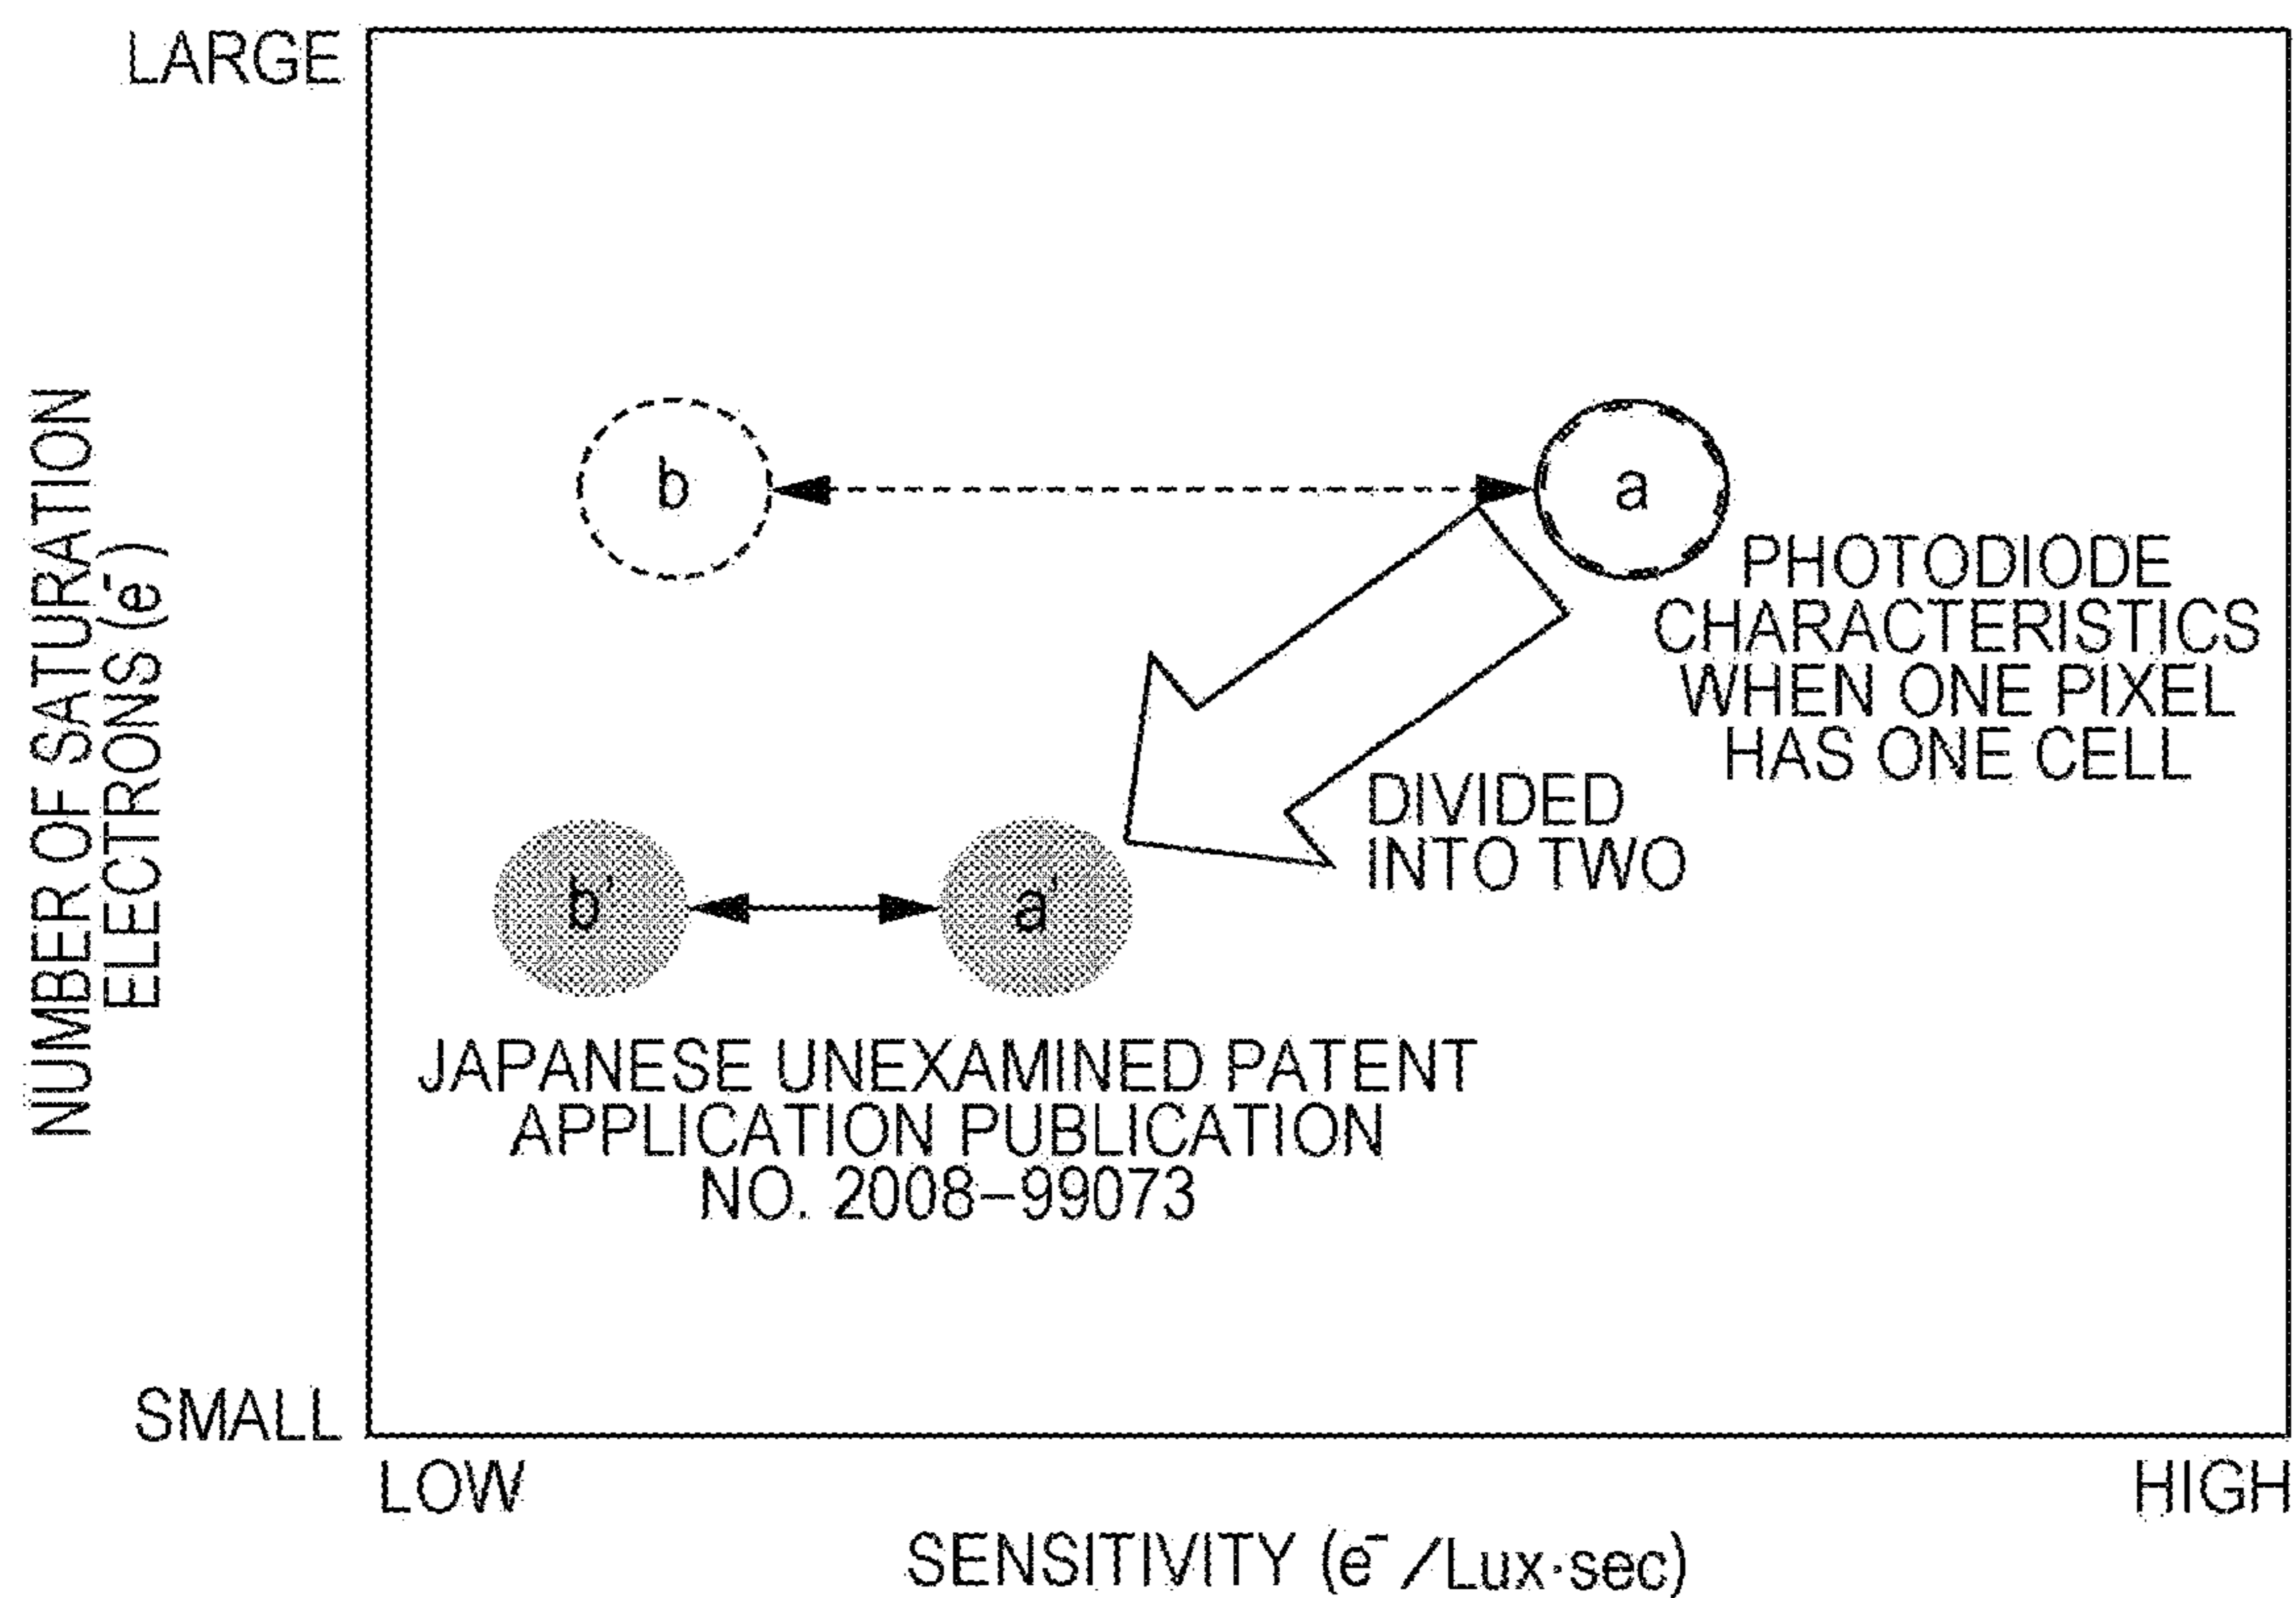 LARGE
NUMBER OF SATURATION
ELECTRONS (e⁻)
b
a
PHOTODIODE
CHARACTERISTICS
WHEN ONE PIXEL
HAS ONE CELL
DIVIDED
INTO TWO
b'
a'
JAPANESE UNEXAMINED PATENT
APPLICATION PUBLICATION
NO. 2008-99073
SMALL
LOW
HIGH
SENSITIVITY (e⁻/Lux·sec)